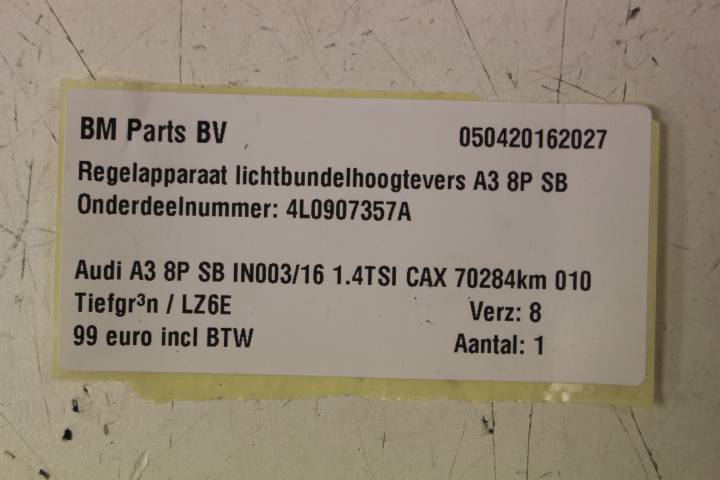 BM Parts BV 050420162027
Regelapparaat lichtbundelhoogtevers A3 8P SB
Onderdeelnummer: 4L0907357A
Audi A3 8P SB IN003/16 1.4TSI CAX 70284km 010
Tiefgr³n / LZ6E Verz: 8
99 euro incl BTW Aantal: 1